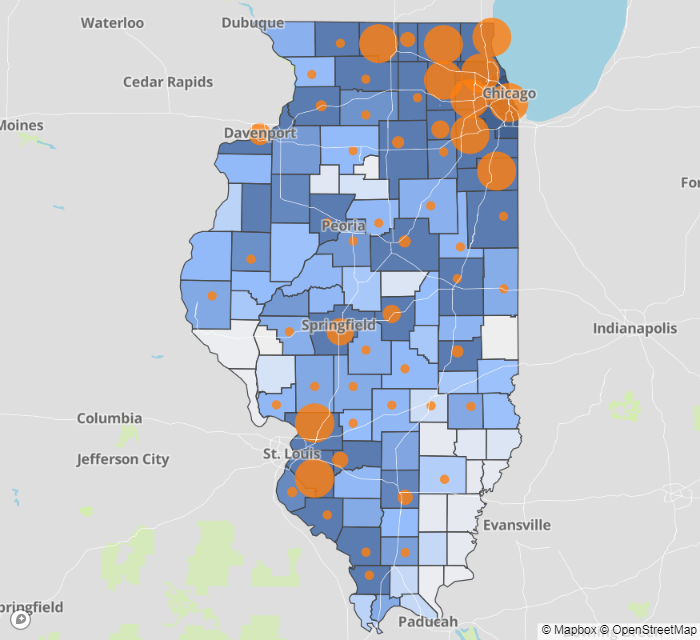 Waterloo
Dubuque
Cedar Rapids
Chicago
Moines
Davenport
For
Peoria
Springfield
Indianapolis
Columbia
St. Louis
Jefferson City
Evansville
pringfield
Paducah
© Mapbox © OpenStreetMap